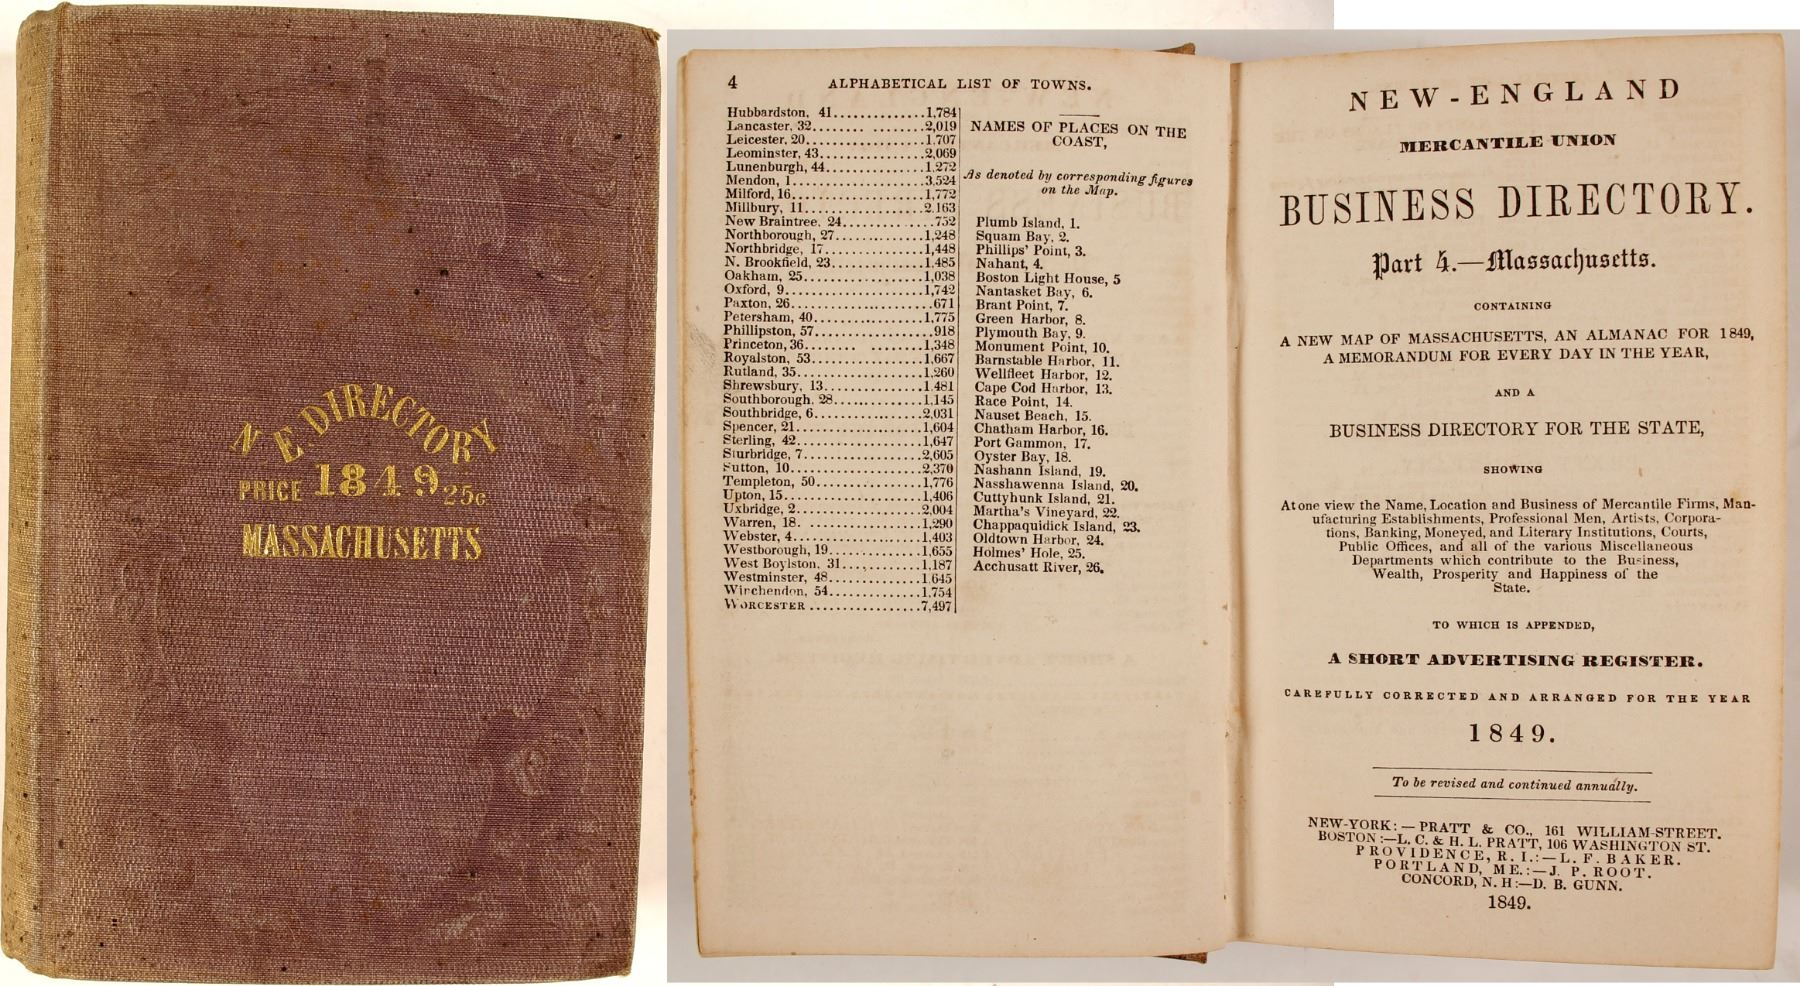 N E DIRECTORY
PRICE 1849 25c
MASSACHUSETTS
4 ALPHABETICAL LIST OF TOWNS.
Hubbardston, 41..............1,784
Lancaster, 32........ ........2,019
Leicester, 20..................1,707
Leominster, 43................2,069
Lunenburgh, 44...............1,272
Mendon, 1....................3,524
Milford, 16....................1,772
Millbury, 11..................2.163
New Braintree, 24.............752
Northborough, 27.............1,248
Northbridge, 17...............1,448
N. Brookfield, 23..............1,485
Oakham, 25..................1,038
Oxford, 9.....................1,742
Paxton, 26.....................671
Petersham, 40.................1,775
Phillipston, 57..................918
Princeton, 36........ .........1,348
Royalston, 53.................1,667
Rutland, 35...................1,260
Shrewsbury, 13...............1.481
Southborough. 28.............1,145
Southbridge, 6................2,031
Spencer, 21...................1,604
Sterling, 42...................1,647
Sturbridge, 7..................2,605
Sutton, 10....................2,370
Templeton, 50................1,776
Upton, 15.....................1,406
Uxbridge, 2...................2,004
Warren, 18. .................1,290
Webster, 4....................1,403
Westborough, 19..............1,655
West Boylston, 31............1,187
Westminster, 48..............1 645
Winchendon, 54..............1,754
WORCESTER ................7,497
NAMES OF PLACES ON THE
COAST,
As denoted by corresponding figures
on the Map.
Plumb Island, 1.
Squam Bay, 2.
Phillips' Point, 3.
Nahant, 4.
Boston Light House, 5
Nantasket Bay, 6.
Brant Point, 7.
Green Harbor, 8.
Plymouth Bay, 9.
Monument Point, 10.
Barnstable Harbor, 11.
Wellfleet Harbor, 12.
Cape Cod Harbor, 13.
Race Point, 14.
Nauset Beach, 15.
Chatham Harbor, 16.
Port Gammon, 17.
Oyster Bay, 18.
Nashann Island, 19.
Nasshawenna Island, 20.
Cuttyhunk Island, 21.
Martha's Vineyard, 22.
Chappaquidick Island, 23.
Oldtown Harbor, 24.
Holmes' Hole, 25.
Acchusatt River, 26.
NEW-ENGLAND
MERCANTILE UNION
BUSINESS DIRECTORY.
Part 4.—Massachusetts.
CONTAINING
A NEW MAP OF MASSACHUSETTS, AN ALMANAC FOR 1849,
A MEMORANDUM FOR EVERY DAY IN THE YEAR,
AND A
BUSINESS DIRECTORY FOR THE STATE,
SHOWING
At one view the Name, Location and Business of Mercantile Firms, Man-
ufacturing Establishments, Professional Men, Artists, Corpora-
tions, Banking, Moneyed, and Literary Institutions, Courts,
Public Offices, and all of the various Miscellaneous
Departments which contribute to the Business,
Wealth, Prosperity and Happiness of the
State.
TO WHICH IS APPENDED,
A SHORT ADVERTISING REGISTER.
CAREFULLY CORRECTED AND ARRANGED FOR THE YEAR
1849.
To be revised and continued annually.
NEW-YORK: — PRATT & CO., 161 WILLIAM-STREET.
BOSTON:—L. C. & H. L. PRATT, 106 WASHINGTON ST.
PROVIDENCE, R. I.:—L. F. BAKER.
PORTLAND, ME.:—J. P. ROOT.
CONCORD, N. H:—D. B. GUNN.
1849.